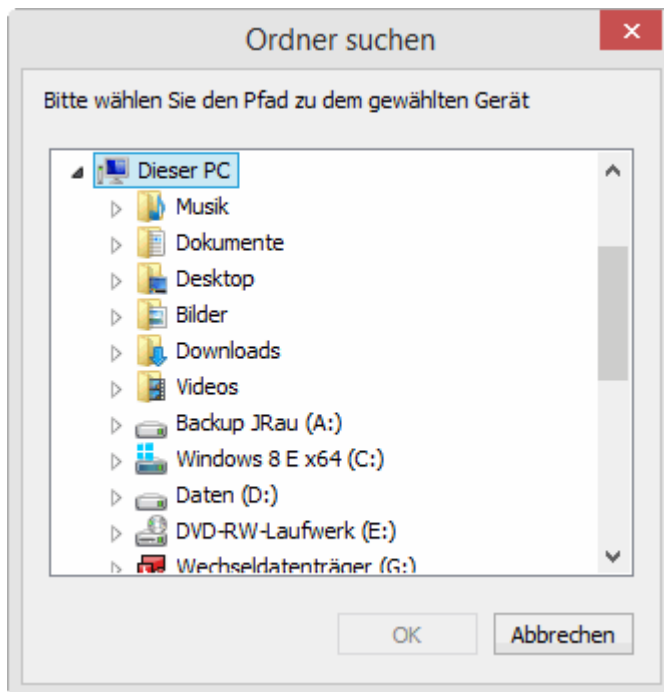 Ordner suchen
Bitte wählen Sie den Pfad zu dem gewählten Gerät
Dieser PC
Musik
Dokumente
Desktop
Bilder
Downloads
Videos
Backup JRau (A:)
Windows 8 E x64 (C:)
Daten (D:)
DVD-RW-Laufwerk (E:)
Wechseldatenträger (G:)
OK Abbrechen